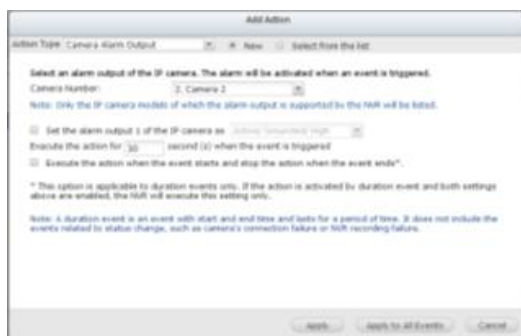 Add Action
Action Type: Camera Alarm Output New Select from the list
Select an alarm output of the IP camera. The alarm will be activated when an event is triggered.
Camera Number: 2. Camera 2
Note: Only the IP camera models of which the alarm output is supported by the NVR will be listed.
Set the alarm output 1 of the IP camera as
Execute the action for 30 second (s) when the event is triggered
Execute the action when the event starts and stop the action when the event ends*.
* This option is applicable to duration events only. If the action is activated by duration event and both settings
above are enabled, the NVR will execute this setting only.
Note: A duration event is an event with start and end time and lasts for a period of time. It does not include the
events related to status change, such as camera's connection failure or NVR recording failure.
Apply Apply to All Events Cancel